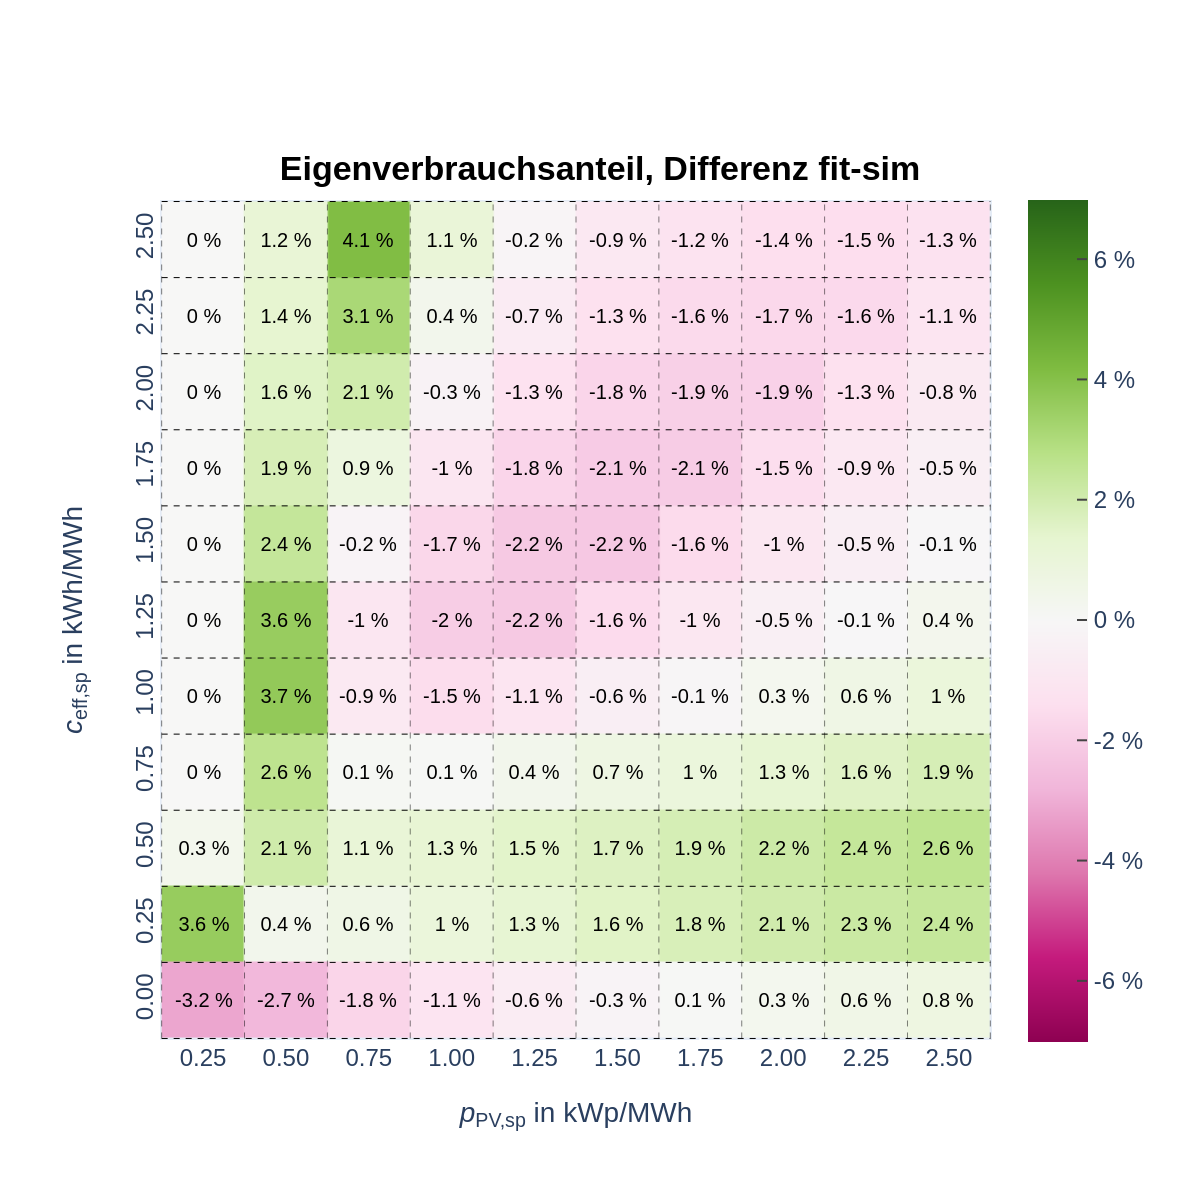 Eigenverbrauchsanteil, Differenz fit-sim
2.50 0 % 1.2 % 4.1 % 1.1 % -0.2 % -0.9 % -1.2 % -1.4 % -1.5 % -1.3 %
2.25 0 % 1.4 % 3.1 % 0.4 % -0.7 % -1.3 % -1.6 % -1.7 % -1.6 % -1.1 %
2.00 0 % 1.6 % 2.1 % -0.3 % -1.3 % -1.8 % -1.9 % -1.9 % -1.3 % -0.8 %
1.75 0 % 1.9 % 0.9 % -1 % -1.8 % -2.1 % -2.1 % -1.5 % -0.9 % -0.5 %
1.50 0 % 2.4 % -0.2 % -1.7 % -2.2 % -2.2 % -1.6 % -1 % -0.5 % -0.1 %
1.25 0 % 3.6 % -1 % -2 % -2.2 % -1.6 % -1 % -0.5 % -0.1 % 0.4 %
1.00 0 % 3.7 % -0.9 % -1.5 % -1.1 % -0.6 % -0.1 % 0.3 % 0.6 % 1 %
0.75 0 % 2.6 % 0.1 % 0.1 % 0.4 % 0.7 % 1 % 1.3 % 1.6 % 1.9 %
0.50 0.3 % 2.1 % 1.1 % 1.3 % 1.5 % 1.7 % 1.9 % 2.2 % 2.4 % 2.6 %
0.25 3.6 % 0.4 % 0.6 % 1 % 1.3 % 1.6 % 1.8 % 2.1 % 2.3 % 2.4 %
0.00 -3.2 % -2.7 % -1.8 % -1.1 % -0.6 % -0.3 % 0.1 % 0.3 % 0.6 % 0.8 %
0.25 0.50 0.75 1.00 1.25 1.50 1.75 2.00 2.25 2.50
pPV,sp in kWp/MWh
ceff,sp in kWh/MWh
6 %
4 %
2 %
0 %
-2 %
-4 %
-6 %